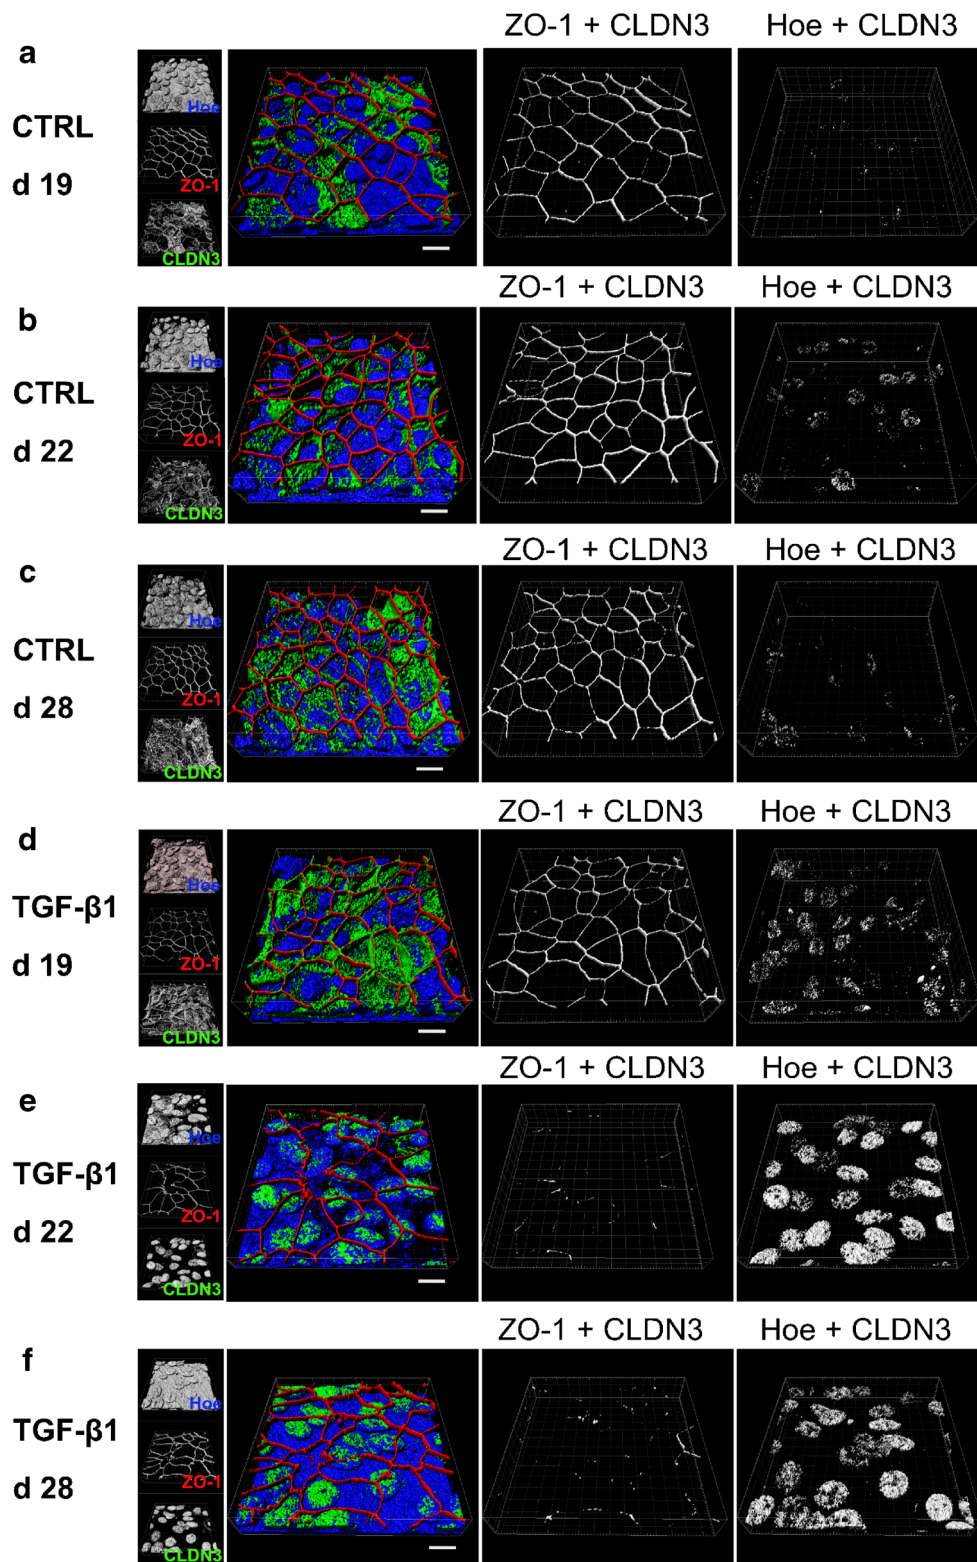 a
CTRL
d 19
Hoe
ZO-1
CLDN3
ZO-1 + CLDN3
Hoe + CLDN3
b
CTRL
d 22
Hoe
ZO-1
CLDN3
ZO-1 + CLDN3
Hoe + CLDN3
c
CTRL
d 28
Hoe
ZO-1
CLDN3
ZO-1 + CLDN3
Hoe + CLDN3
d
TGF-β1
d 19
Hoe
ZO-1
CLDN3
ZO-1 + CLDN3
Hoe + CLDN3
e
TGF-β1
d 22
Hoe
ZO-1
CLDN3
ZO-1 + CLDN3
Hoe + CLDN3
f
TGF-β1
d 28
Hoe
ZO-1
CLDN3
ZO-1 + CLDN3
Hoe + CLDN3